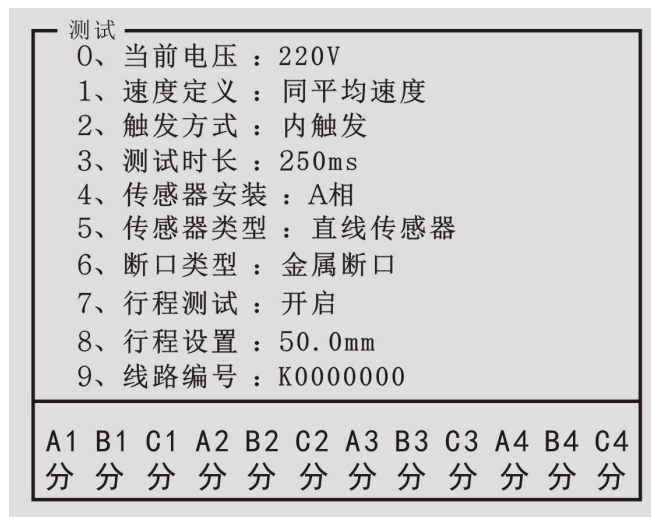 测试
0、当前电压：220V
1、速度定义：同平均速度
2、触发方式：内触发
3、测试时长：250ms
4、传感器安装：A相
5、传感器类型：直线传感器
6、断口类型：金属断口
7、行程测试：开启
8、行程设置：50.0mm
9、线路编号：K0000000
A1 B1 C1 A2 B2 C2 A3 B3 C3 A4 B4 C4
分 分 分 分 分 分 分 分 分 分 分 分